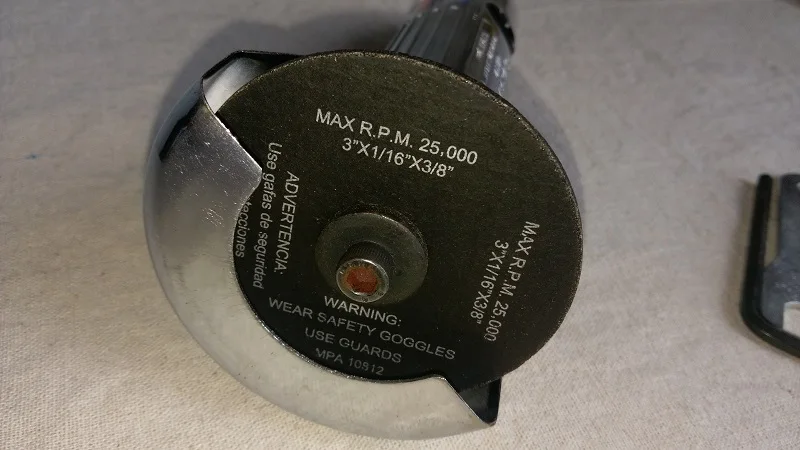 MAX R.P.M. 25,000
3"X1/16"X3/8"
ADVERTENCIA:
Use gafas de seguridad
MAX R.P.M. 25,000
3"X1/16"X3/8"
WARNING:
WEAR SAFETY GOGGLES
USE GUARDS
MPA 10812